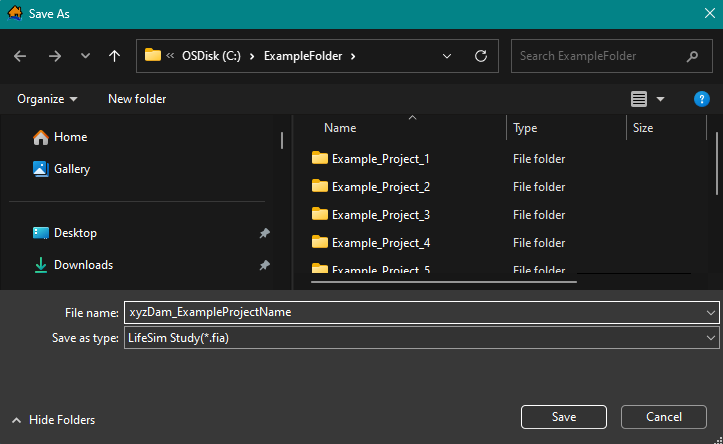 Save As
OSDisk (C:) ExampleFolder
Search ExampleFolder
Organize New folder
Name Type Size
Home
Gallery
Desktop
Downloads
Example_Project_1 File folder
Example_Project_2 File folder
Example_Project_3 File folder
Example_Project_4 File folder
Example_Project_5 File folder
File name: xyzDam_ExampleProjectName
Save as type: LifeSim Study(*.fia)
Hide Folders
Save Cancel